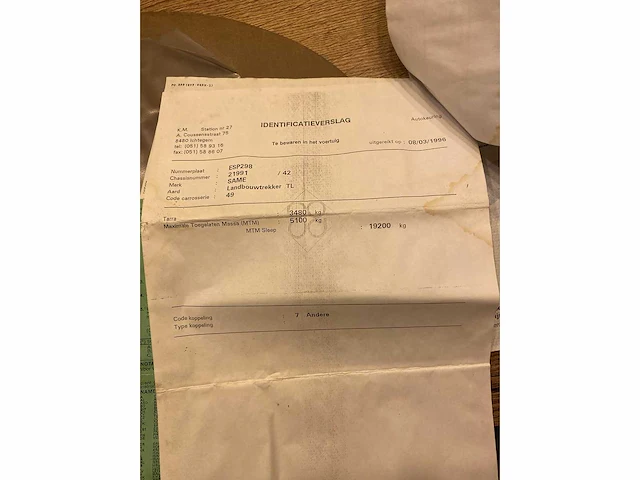 IDENTIFICATIEVERSLAG
Autokeuring
K.M. Station nr 27
A. Coussensstraat 75
8480 Ichtegem
tel: (051) 58 93 16
fax: (051) 58 86 07
Te bewaren in het voertuig
uitgereikt op : 08/03/1996
Nummerplaat : ESP298
Chassisnummer : 21991 / 42
Merk : SAME
Aard : Landbouwtrekker TL
Code carrosserie : 49
Tarra : 3480 kg
Maximale Toegelaten Massa (MTM) : 5100 kg
MTM Sleep : 19200 kg
Code koppeling 7 Andere
Type koppeling